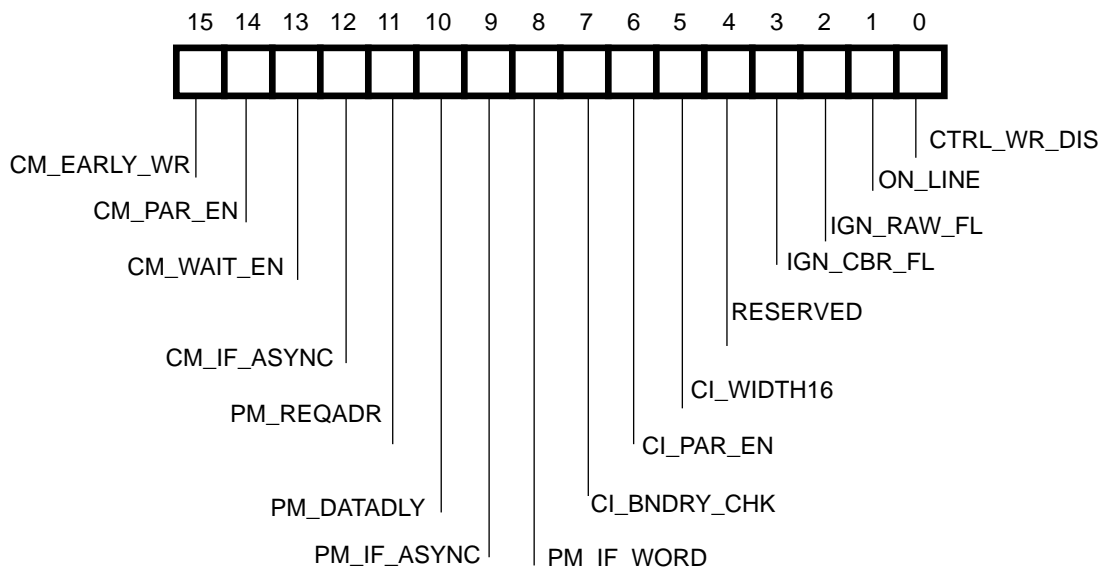 15 14 13 12 11 10 9 8 7 6 5 4 3 2 1 0
CTRL_WR_DIS
CM_EARLY_WR
ON_LINE
CM_PAR_EN
IGN_RAW_FL
CM_WAIT_EN
IGN_CBR_FL
RESERVED
CM_IF_ASYNC
CI_WIDTH16
PM_REQADR
CI_PAR_EN
CI_BNDRY_CHK
PM_DATADLY
PM_IF_ASYNC
PM_IF_WORD